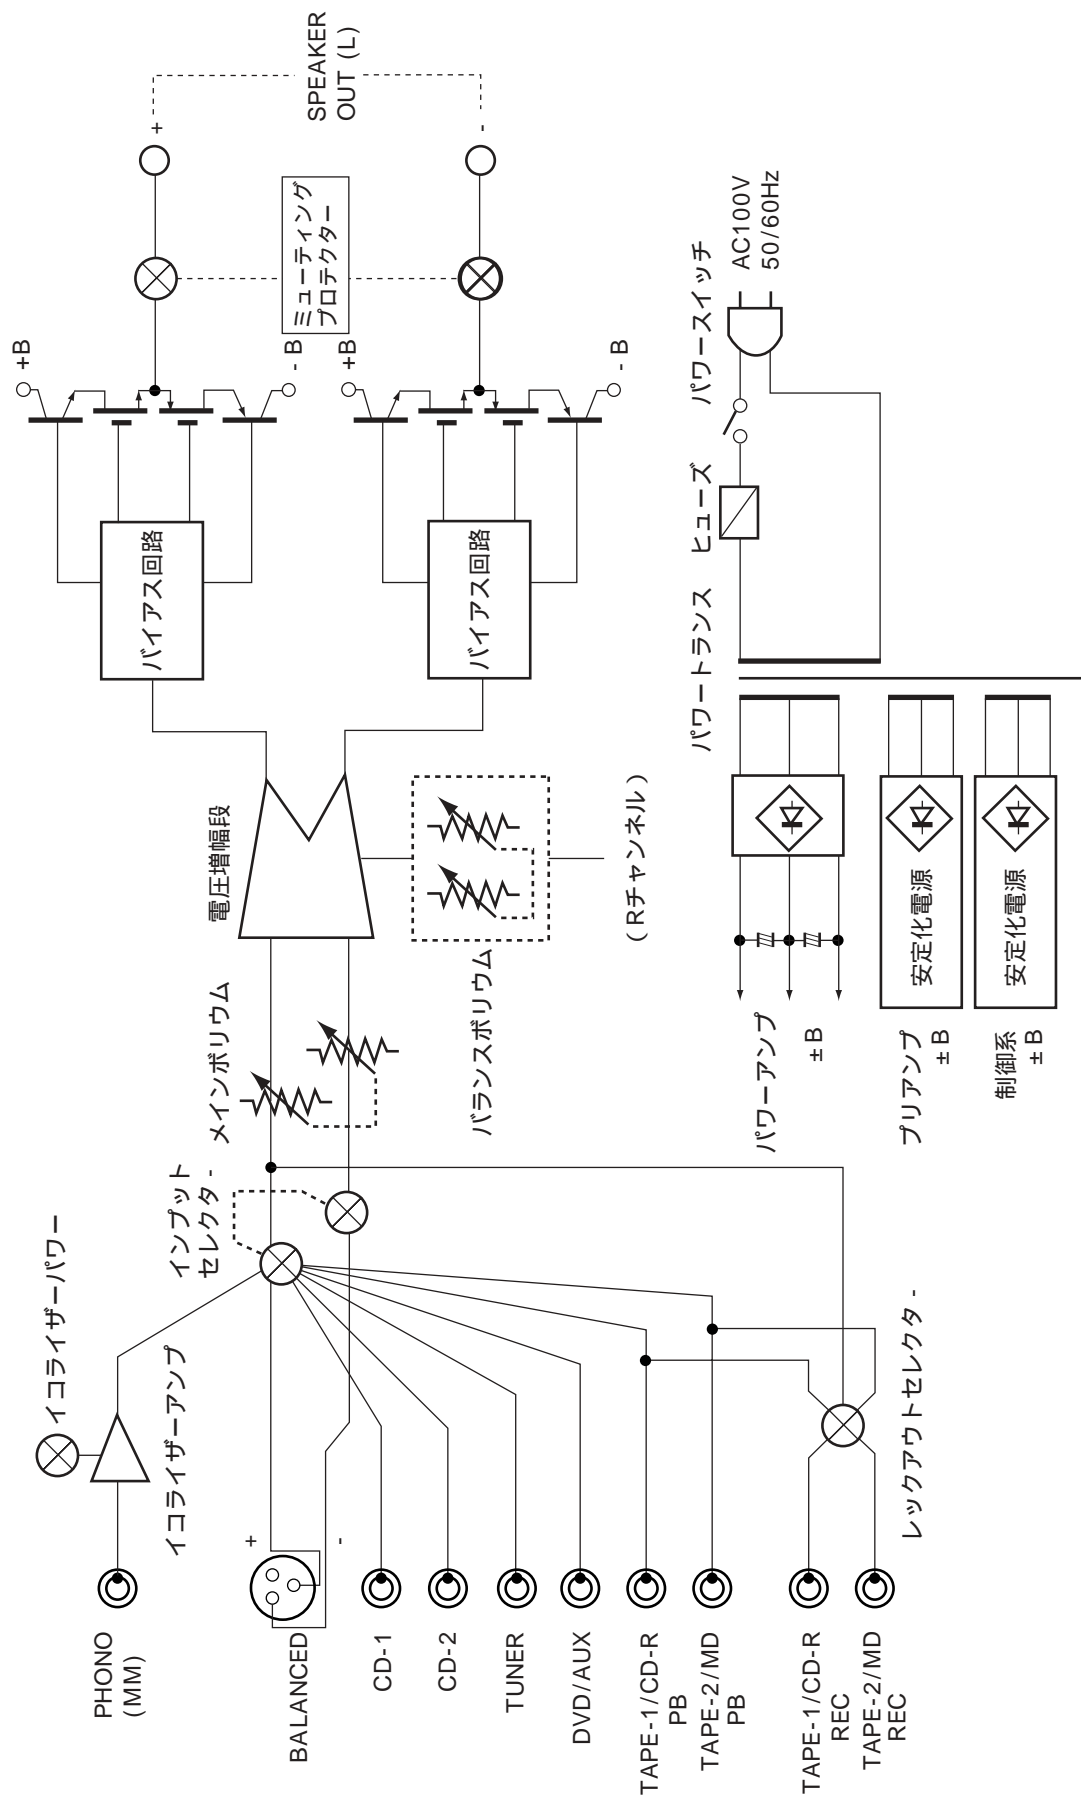 PHONO
(MM)
BALANCED
CD-1
CD-2
TUNER
DVD/AUX
TAPE-1/CD-R
PB
TAPE-2/MD
PB
TAPE-1/CD-R
REC
TAPE-2/MD
REC
+
-
イコライザーパワー
イコライザーアンプ
インプット
セレクタ-
レックアウトセレクタ-
メインボリウム
バランスボリウム
電圧増幅段
(Rチャンネル)
バイアス回路
バイアス回路
+B
-B
+B
-B
ミューティング
プロテクター
+
-
SPEAKER
OUT (L)
パワーアンプ
±B
プリアンプ
±B
制御系
±B
安定化電源
安定化電源
パワートランス
ヒューズ
パワースイッチ
AC100V
50/60Hz